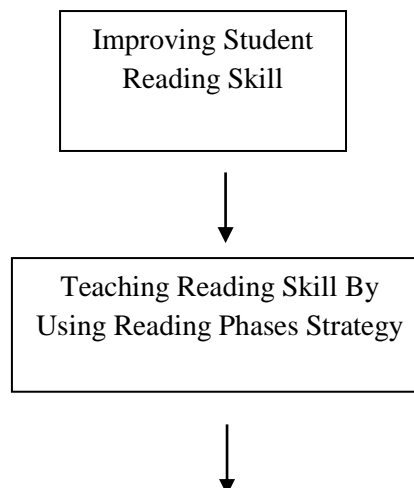 Improving Student
Reading Skill
Teaching Reading Skill By
Using Reading Phases Strategy